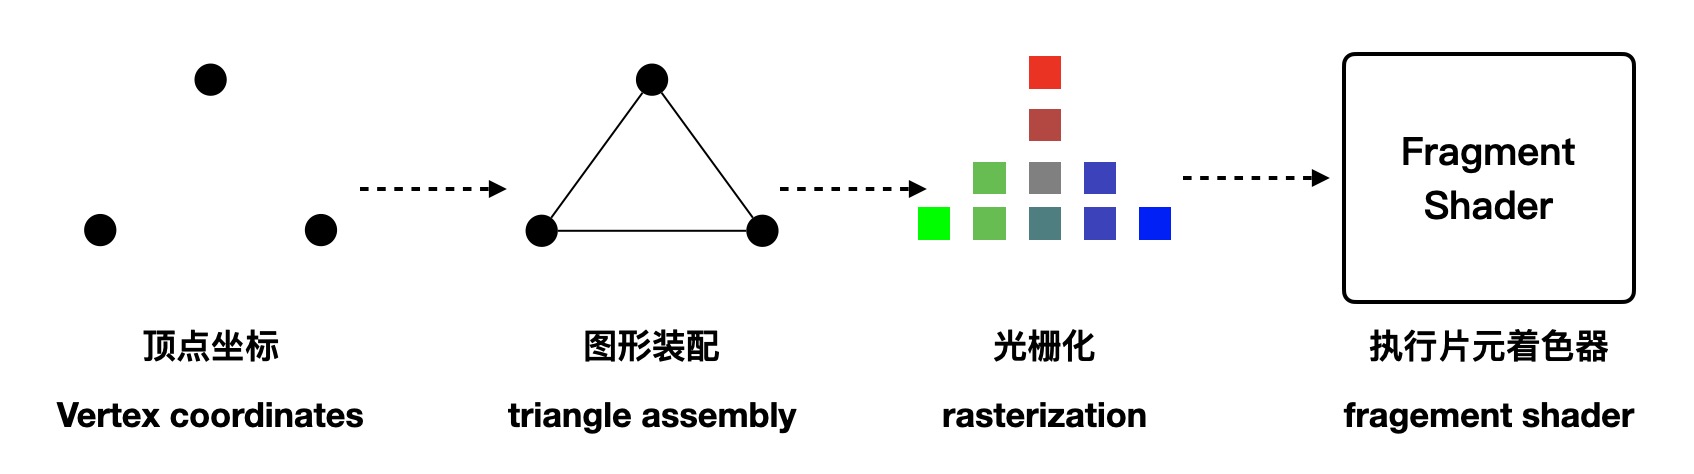 Fragment
Shader
顶点坐标
图形装配
光栅化
执行片元着色器
Vertex coordinates
triangle assembly
rasterization
fragement shader